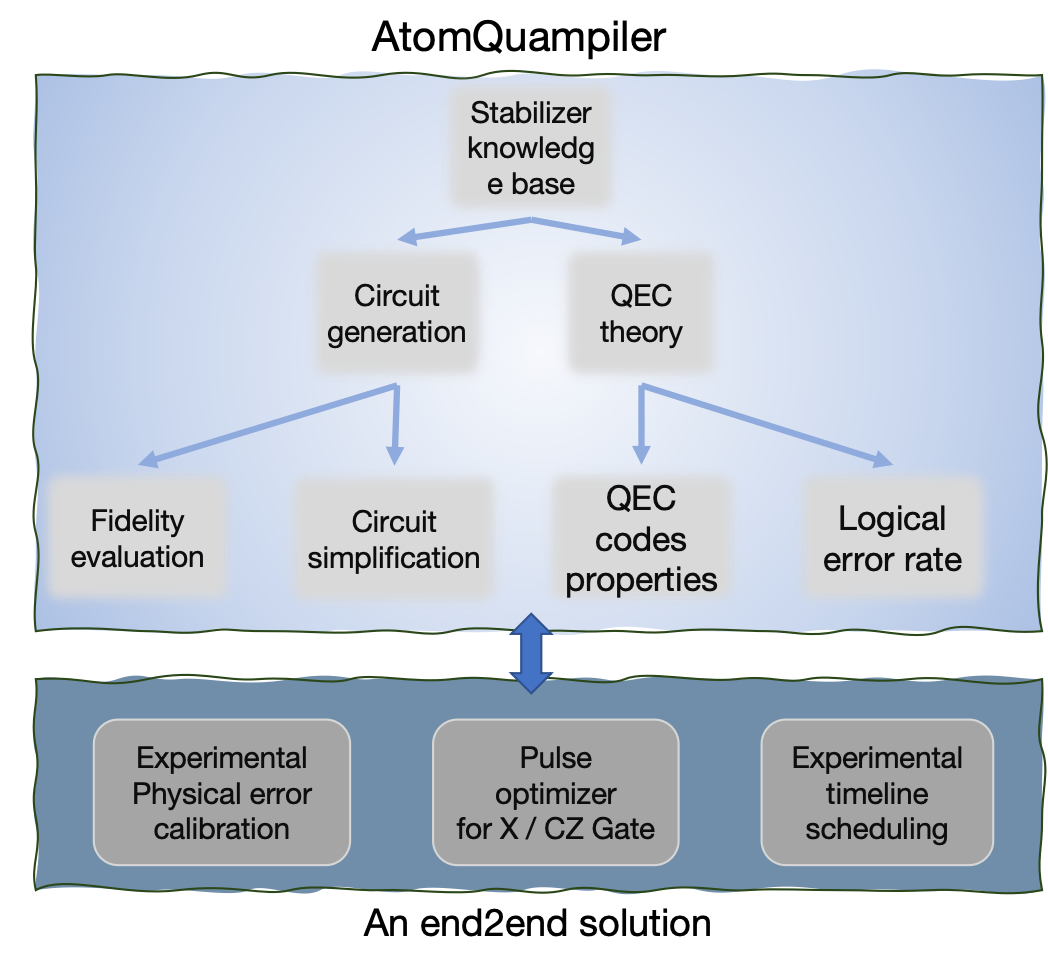 AtomQuampiler
Stabilizer
knowledg
e base
Circuit
generation
QEC
theory
Fidelity
evaluation
Circuit
simplification
QEC
codes
properties
Logical
error rate
Experimental
Physical error
calibration
Pulse
optimizer
for X / CZ Gate
Experimental
timeline
scheduling
An end2end solution